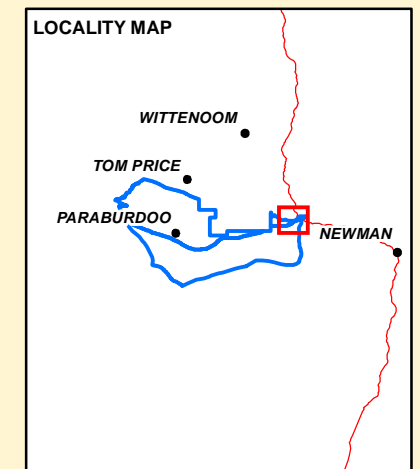 LOCALITY MAP
WITTENOOM
TOM PRICE
PARABURDOO
NEWMAN